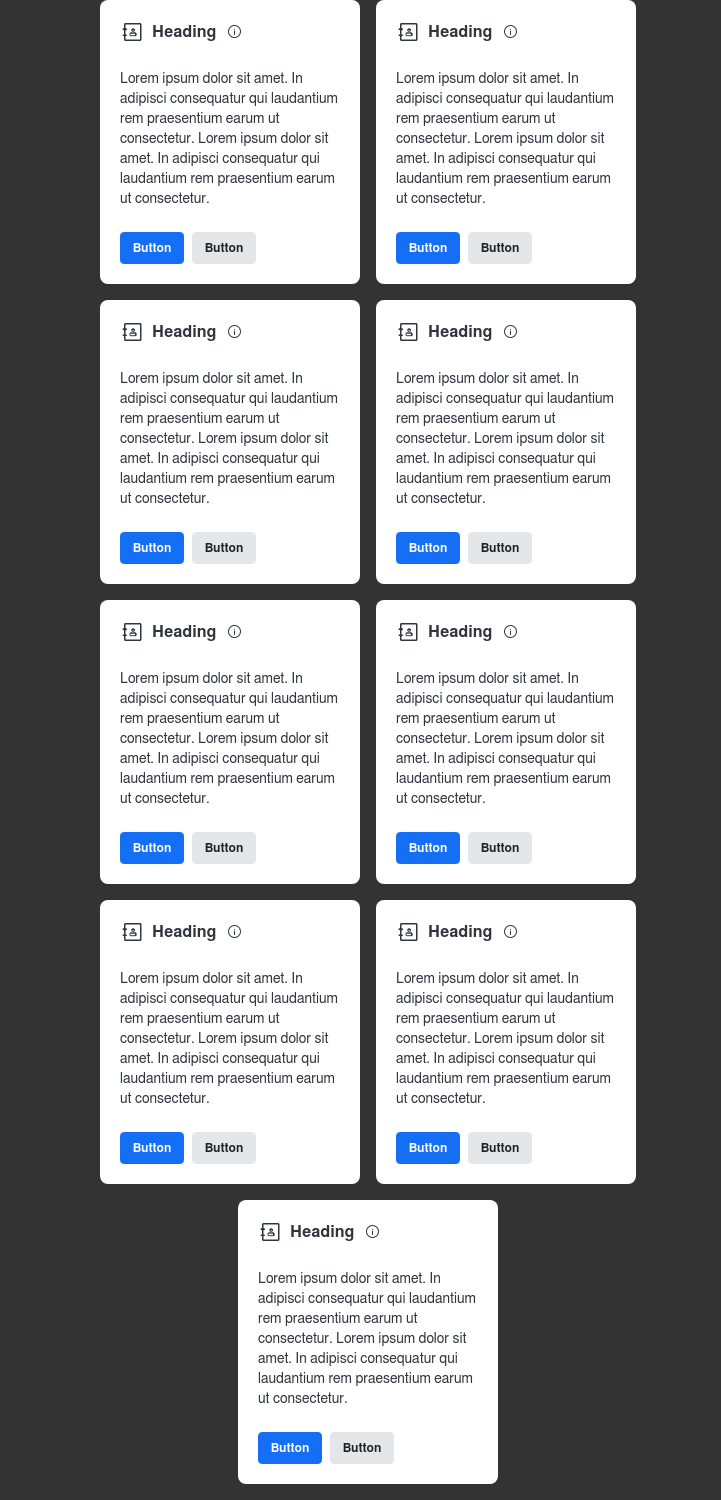 Heading
Lorem ipsum dolor sit amet. In
adipisci consequatur qui laudantium
rem praesentium earum ut
consectetur. Lorem ipsum dolor sit
amet. In adipisci consequatur qui
laudantium rem praesentium earum
ut consectetur.
Button Button
Heading
Lorem ipsum dolor sit amet. In
adipisci consequatur qui laudantium
rem praesentium earum ut
consectetur. Lorem ipsum dolor sit
amet. In adipisci consequatur qui
laudantium rem praesentium earum
ut consectetur.
Button Button
Heading
Lorem ipsum dolor sit amet. In
adipisci consequatur qui laudantium
rem praesentium earum ut
consectetur. Lorem ipsum dolor sit
amet. In adipisci consequatur qui
laudantium rem praesentium earum
ut consectetur.
Button Button
Heading
Lorem ipsum dolor sit amet. In
adipisci consequatur qui laudantium
rem praesentium earum ut
consectetur. Lorem ipsum dolor sit
amet. In adipisci consequatur qui
laudantium rem praesentium earum
ut consectetur.
Button Button
Heading
Lorem ipsum dolor sit amet. In
adipisci consequatur qui laudantium
rem praesentium earum ut
consectetur. Lorem ipsum dolor sit
amet. In adipisci consequatur qui
laudantium rem praesentium earum
ut consectetur.
Button Button
Heading
Lorem ipsum dolor sit amet. In
adipisci consequatur qui laudantium
rem praesentium earum ut
consectetur. Lorem ipsum dolor sit
amet. In adipisci consequatur qui
laudantium rem praesentium earum
ut consectetur.
Button Button
Heading
Lorem ipsum dolor sit amet. In
adipisci consequatur qui laudantium
rem praesentium earum ut
consectetur. Lorem ipsum dolor sit
amet. In adipisci consequatur qui
laudantium rem praesentium earum
ut consectetur.
Button Button
Heading
Lorem ipsum dolor sit amet. In
adipisci consequatur qui laudantium
rem praesentium earum ut
consectetur. Lorem ipsum dolor sit
amet. In adipisci consequatur qui
laudantium rem praesentium earum
ut consectetur.
Button Button
Heading
Lorem ipsum dolor sit amet. In
adipisci consequatur qui laudantium
rem praesentium earum ut
consectetur. Lorem ipsum dolor sit
amet. In adipisci consequatur qui
laudantium rem praesentium earum
ut consectetur.
Button Button